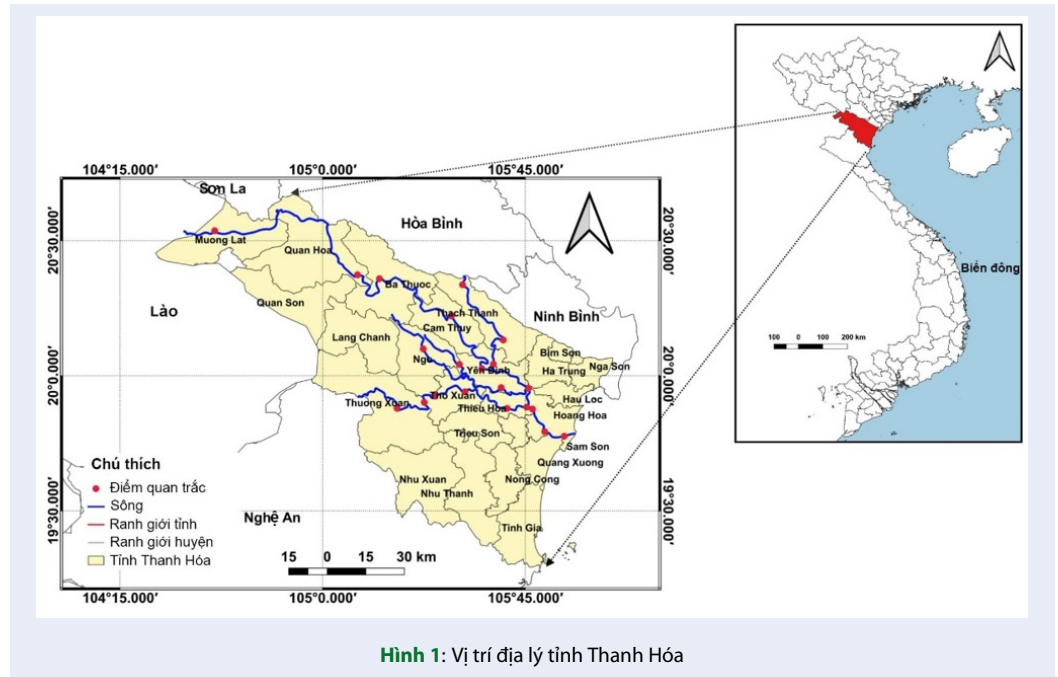 104°15.000'
105°0.000'
105°45.000'
Sơn La
Hòa Bình
20°30.000'
20°30.000'
Muong Lat
Quan Hoa
Ba Thuoc
Biển đông
Quan Son
Lào
Thach Thanh
Ninh Bình
Cam Thuy
Lang Chanh
100 0 100 200 km
Bim Son
Ngu
Nga Son
Yên Định
Ha Trung
20°0.000'
20°0.000'
Tho Xuan
Hau Loc
Thuong Xuan
Thieu Hoa
Hoang Hoa
Trieu Son
Sam Son
Quang Xuong
Chú thích
Điểm quan trắc
Sông
Ranh giới tỉnh
Ranh giới huyện
Tỉnh Thanh Hóa
Nhu Xuan
Nhu Thanh
Nong Cong
19°30.000'
19°30.000'
Nghệ An
Tinh Gia
15 0 15 30 km
104°15.000'
105°0.000'
105°45.000'
Hình 1: Vị trí địa lý tỉnh Thanh Hóa